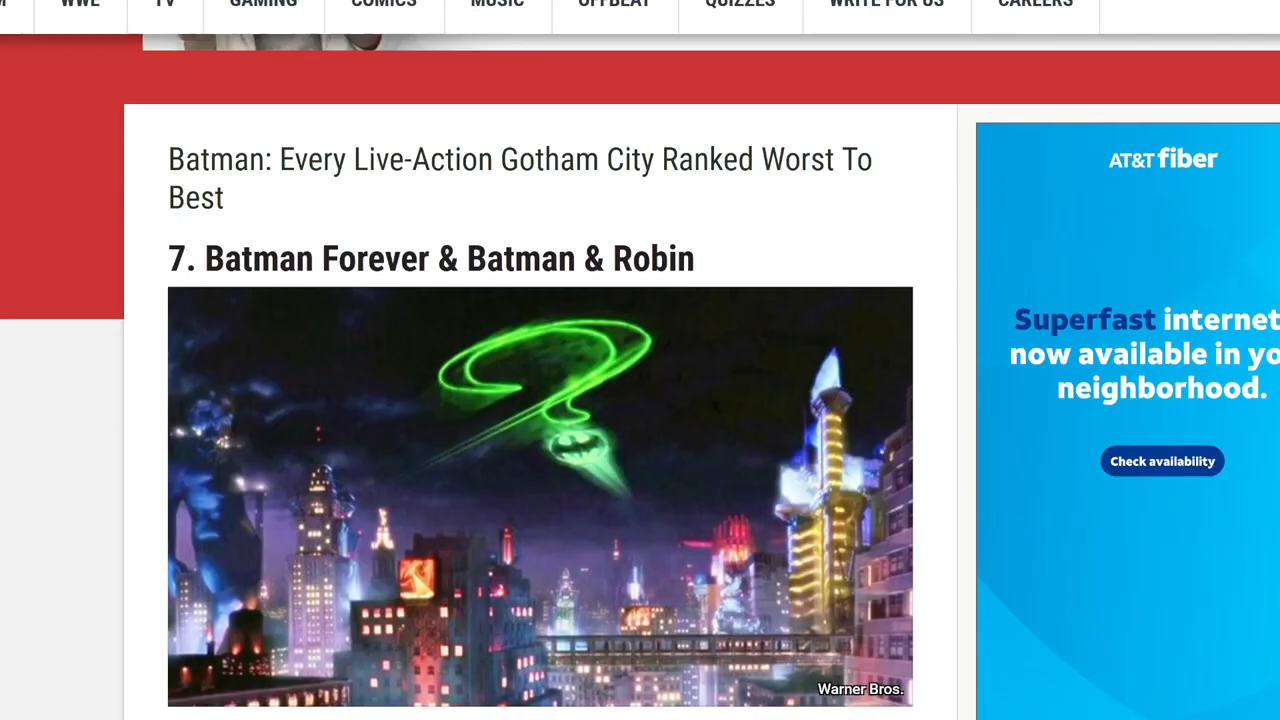 WWE TV GAMING COMICS MUSIC OFFBEAT QUIZZES WRITE FOR US CAREERS
Batman: Every Live-Action Gotham City Ranked Worst To
Best
7. Batman Forever & Batman & Robin
Warner Bros.
AT&T fiber
Superfast internet
now available in yo
neighborhood.
Check availability